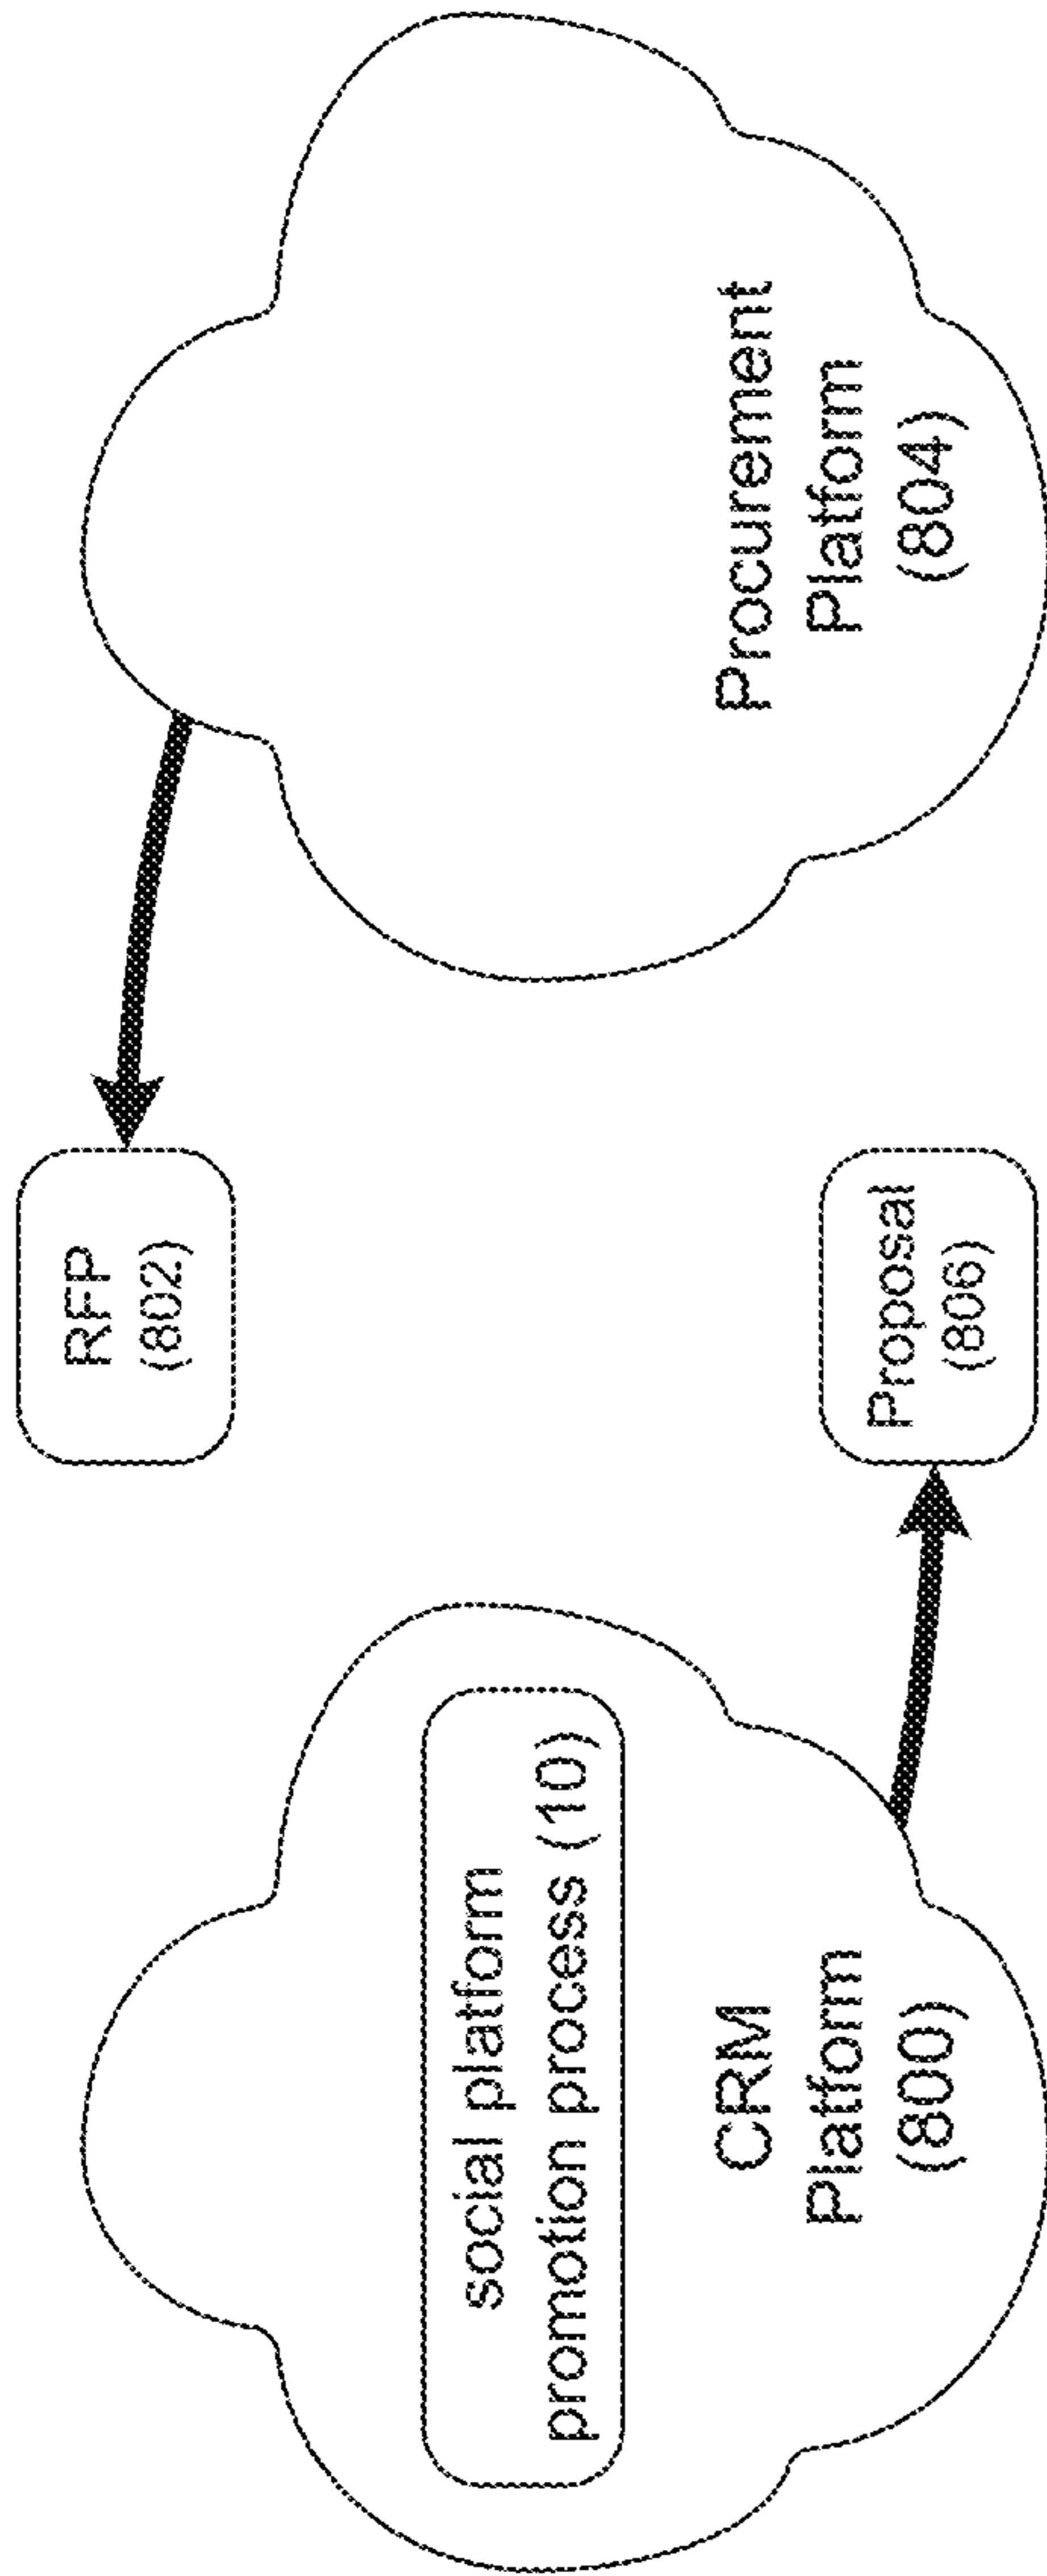 RFP
(802)
social platform
promotion process (10)
CRM
Platform
(800)
Proposal
(806)
Procurement
Platform
(804)